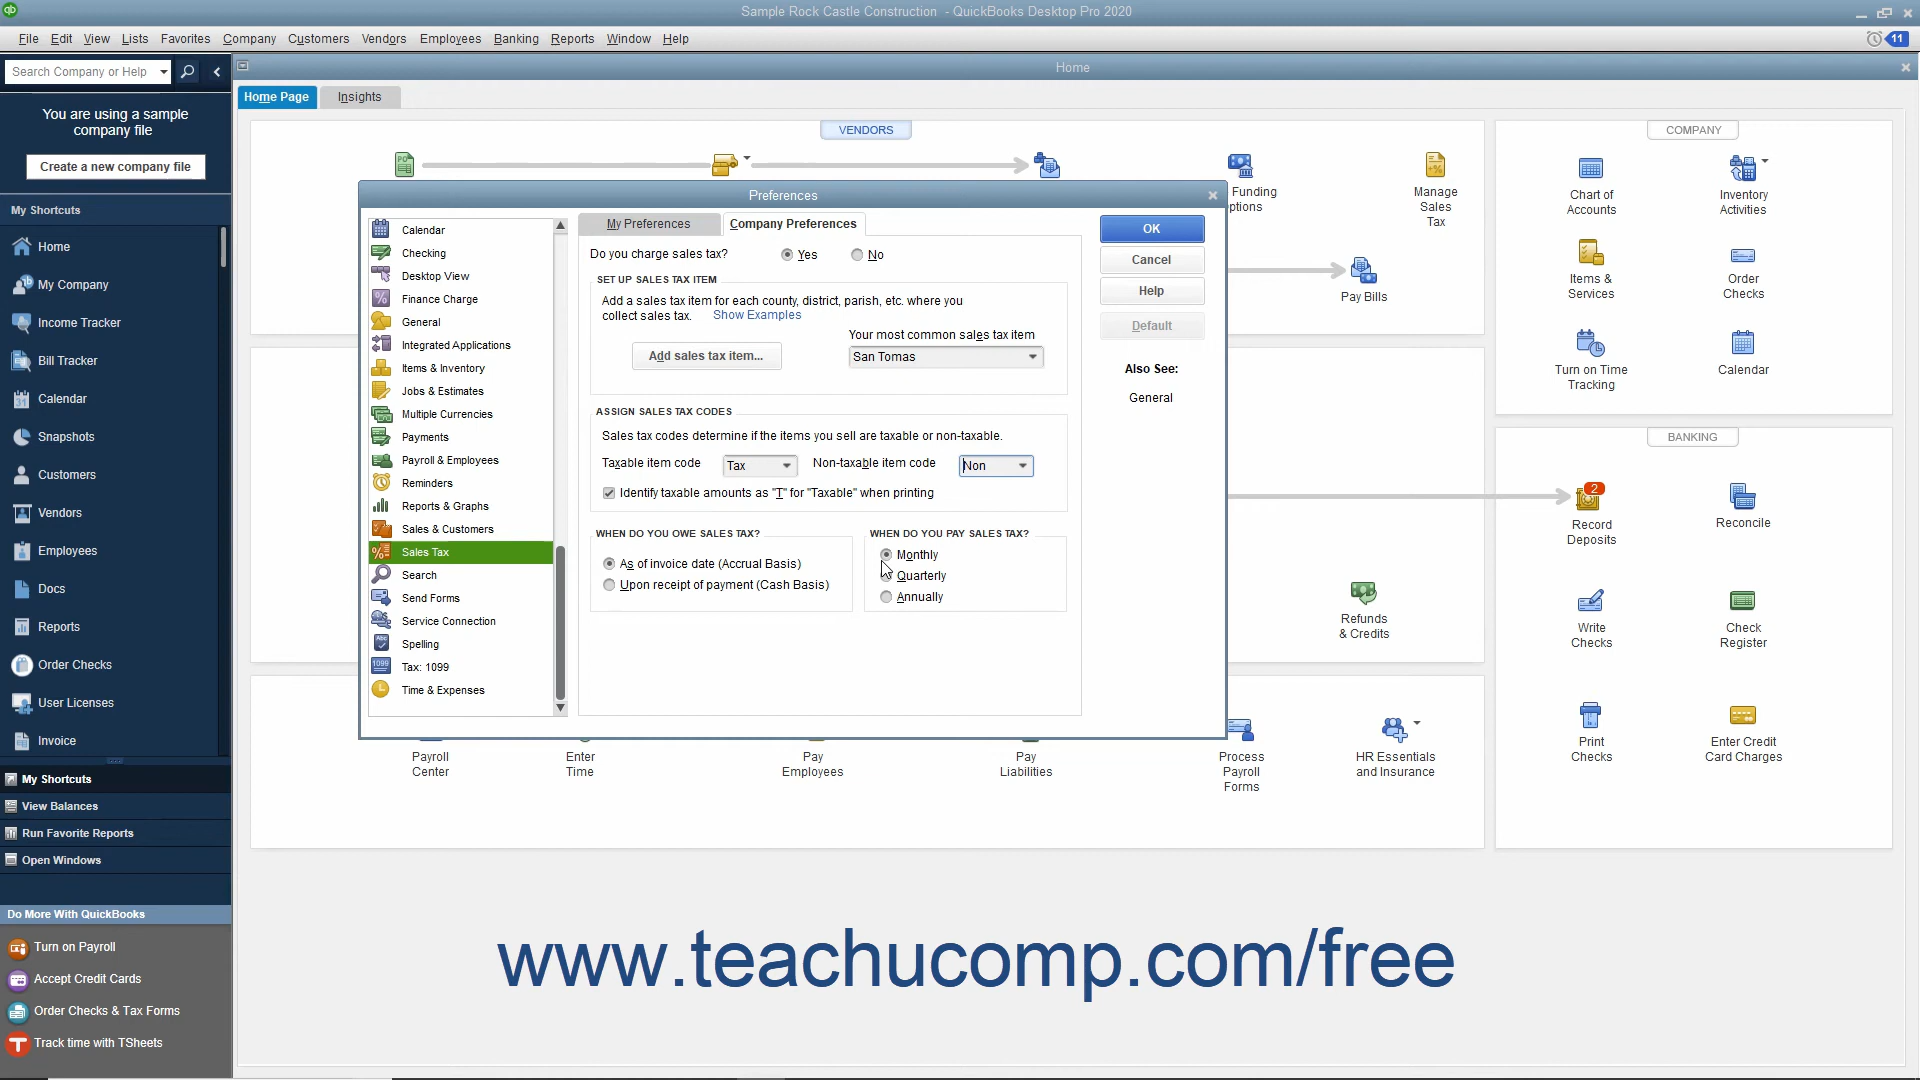 Sample Rock Castle Construction - QuickBooks Desktop Pro 2020
File Edit View Lists Favorites Company Customers Vendors Employees Banking Reports Window Help
11
Search Company or Help
Home
You are using a sample
company file
Create a new company file
My Shortcuts
Home
My Company
Income Tracker
Bill Tracker
Calendar
Snapshots
Customers
Vendors
Employees
Docs
Reports
Order Checks
User Licenses
Invoice
My Shortcuts
View Balances
Run Favorite Reports
Open Windows
Do More With QuickBooks
Turn on Payroll
Accept Credit Cards
Order Checks & Tax Forms
Track time with TSheets
Home Page Insights
VENDORS
Funding
Manage
Sales
Tax
Pay Bills
Preferences
Calendar
Checking
Desktop View
Finance Charge
General
Integrated Applications
Items & Inventory
Jobs & Estimates
Multiple Currencies
Payments
Payroll & Employees
Reminders
Reports & Graphs
Sales & Customers
Sales Tax
Search
Send Forms
Service Connection
Spelling
Tax: 1099
Time & Expenses
My Preferences Company Preferences
Do you charge sales tax? Yes No
SET UP SALES TAX ITEM
Add a sales tax item for each county, district, parish, etc. where you
collect sales tax. Show Examples
Your most common sales tax item
Add sales tax item... San Tomas
ASSIGN SALES TAX CODES
Sales tax codes determine if the items you sell are taxable or non-taxable.
Taxable item code Tax Non-taxable item code Non
Identify taxable amounts as "T" for "Taxable" when printing
WHEN DO YOU OWE SALES TAX?
As of invoice date (Accrual Basis)
Upon receipt of payment (Cash Basis)
WHEN DO YOU PAY SALES TAX?
Monthly
Quarterly
Annually
OK
Cancel
Help
Default
Also See:
General
Refunds
& Credits
Payroll
Center
Enter
Time
Pay
Employees
Pay
Liabilities
Process
Payroll
Forms
HR Essentials
and Insurance
COMPANY
Chart of
Accounts
Inventory
Activities
Items &
Services
Order
Checks
Turn on Time
Tracking
Calendar
BANKING
2
Record
Deposits
Reconcile
Write
Checks
Check
Register
Print
Checks
Enter Credit
Card Charges
www.teachucomp.com/free